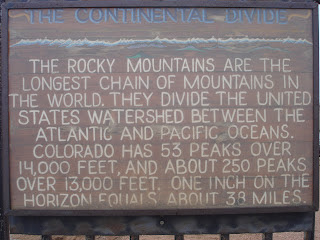 THE CONTINENTAL DIVIDE
THE ROCKY MOUNTAINS ARE THE
LONGEST CHAIN OF MOUNTAINS IN
THE WORLD. THEY DIVIDE THE UNITED
STATES WATERSHED BETWEEN THE
ATLANTIC AND PACIFIC OCEANS.
COLORADO HAS 53 PEAKS OVER
14,000 FEET, AND ABOUT 250 PEAKS
OVER 13,000 FEET. ONE INCH ON THE
HORIZON EQUALS ABOUT 38 MILES.